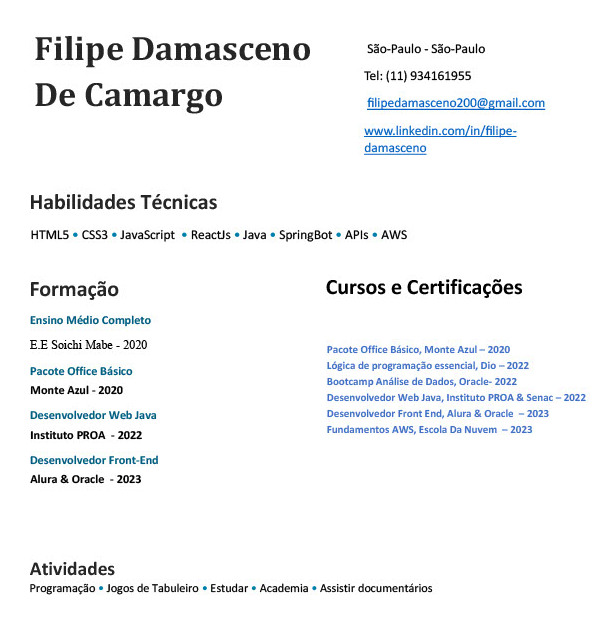 Filipe Damasceno
De Camargo
São-Paulo - São-Paulo
Tel: (11) 934161955
filipedamasceno200@gmail.com
www.linkedin.com/in/filipe-
damasceno
Habilidades Técnicas
HTML5 • CSS3 • JavaScript • ReactJs • Java • SpringBot • APIs • AWS
Formação
Ensino Médio Completo
E.E Soichi Mabe - 2020
Pacote Office Básico
Monte Azul - 2020
Desenvolvedor Web Java
Instituto PROA - 2022
Desenvolvedor Front-End
Alura & Oracle - 2023
Cursos e Certificações
Pacote Office Básico, Monte Azul – 2020
Lógica de programação essencial, Dio – 2022
Bootcamp Análise de Dados, Oracle- 2022
Desenvolvedor Web Java, Instituto PROA & Senac – 2022
Desenvolvedor Front End, Alura & Oracle – 2023
Fundamentos AWS, Escola Da Nuvem – 2023
Atividades
Programação • Jogos de Tabuleiro • Estudar • Academia • Assistir documentários